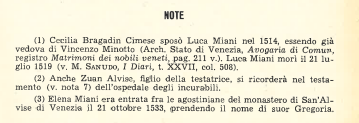 NOTE
(1) Cecilia Bragadin Cimese sposò Luca Miani nel 1514, essendo già
vedova di Vincenzo Minotto (Arch. Stato di Venezia, Avogaria di Comun,
registro Matrimoni dei nobili veneti, pag. 211 v.). Luca Miani morì il 21 lu-
glio 1519 (v. M. SANUDO, I Diari, t. XXVII, col. 508).
(2) Anche Zuan Alvise, figlio della testatrice, si ricorderà nel testa-
mento (v. nota 7) dell'ospedale degli incurabili.
(3) Elena Miani era entrata fra le agostiniane del monastero di San'Al-
vise di Venezia il 21 ottobre 1533, prendendo il nome di suor Gregoria.